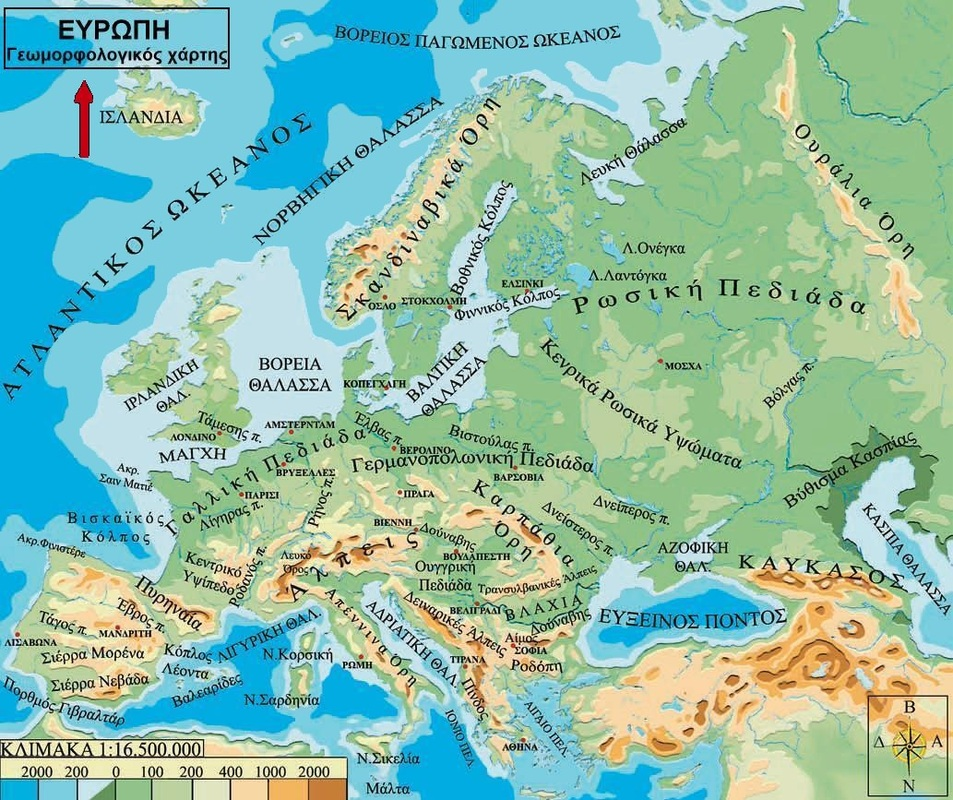 ΕΥΡΩΠΗ
Γεωμορφολογικός χάρτης
ΒΟΡΕΙΟΣ ΠΑΓΩΜΕΝΟΣ ΩΚΕΑΝΟΣ
ΙΣΛΑΝΔΙΑ
ΑΤΛΑΝΤΙΚΟΣ ΩΚΕΑΝΟΣ
ΝΟΡΒΗΓΙΚΗ ΘΑΛΑΣΣΑ
Σκανδιναβικά Όρη
Λευκή Θάλασσα
Ουράλια Όρη
Βοθνικός Κόλπος
Λ.Ονέγκα
Λ.Λαντόγκα
ΕΛΣΙΝΚΙ
ΟΣΛΟ
ΣΤΟΚΧΟΛΜΗ
Φιννικός Κόλπος
Ρωσική Πεδιάδα
ΒΟΡΕΙΑ
ΘΑΛΑΣΣΑ
ΙΡΛΑΝΔΙΚΗ
ΘΑΛ.
ΚΟΠΕΓΧΑΓΗ
ΒΑΛΤΙΚΗ
ΘΑΛΑΣΣΑ
Κενρικά Ρωσικά Υψώματα
ΜΟΣΧΑ
Βόλγας π.
Τάμεσης π.
ΛΟΝΔΙΝΟ
ΑΜΣΤΕΡΝΤΑΜ
Έλβας π.
ΒΕΡΟΛΙΝΟ
Βιστούλας π.
ΜΑΓΧΗ
Γερμανοπολωνική Πεδιάδα
ΒΑΡΣΟΒΙΑ
Ακρ.
Σαιν Ματιέ
Γαλλική Πεδιάδα
ΒΡΥΞΕΛΛΕΣ
ΠΑΡΙΣΙ
Λίγηρας π.
Ρήνος π.
ΠΡΑΓΑ
Καρπάθια
Όρη
Δνείπερος π.
Δνείστερος π.
Βύθισμα Κασπίας
ΚΑΣΠΙΑ ΘΑΛΑΣΣΑ
Βισκαϊκός
Κόλπος
Ακρ.Φινιστέρε
ΒΙΕΝΝΗ
Δούναβης
ΒΟΥΔΑΠΕΣΤΗ
Ουγγρική
Πεδιάδα
Τρανσυλβανικές Άλπεις
ΑΖΟΦΙΚΗ
ΘΑΛ.
ΚΑΥΚΑΣΟΣ
Κεντρικό
Υψίπεδο
Ροδανός π.
Λευκό
Όρος
Άλπεις
Πυρηναία
Έβρος π.
Τάγος π.
ΜΑΝΔΡΙΤΗ
ΛΙΣΑΒΩΝΑ
Σιέρρα Μορένα
Σιέρρα Νεβάδα
Πορθμός Γιβραλτάρ
Κόπλος
Λέοντα
Βαλεαρίδες
ΛΙΓΥΡΙΚΗ ΘΑΛ.
Ν.Κορσική
Ν.Σαρδηνία
Απέννινα Όρη
ΡΩΜΗ
ΑΔΡΙΑΤΙΚΗ ΘΑΛ.
Δειναρικές Άλπεις
ΒΕΛΙΓΡΑΔΙ
ΒΛΑΧΙΑ
Δούναβης
Αίμος
ΣΟΦΙΑ
Ροδόπη
ΤΙΡΑΝΑ
Πίνδος
ΕΥΞΕΙΝΟΣ ΠΟΝΤΟΣ
ΙΟΝΙΟ ΠΕΛ.
ΑΙΓΑΙΟ ΠΕΛ.
ΑΘΗΝΑ
Ν.Σικελία
Μάλτα
ΚΛΙΜΑΚΑ 1:16.500.000
2000 200 0 100 200 400 1000 2000
Β
Δ Α
Ν